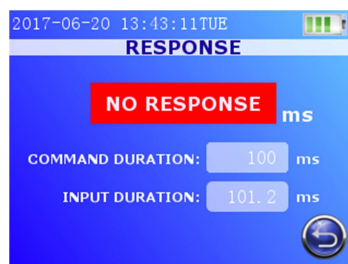 2017-06-20 13:43:11TUE
RESPONSE
NO RESPONSE ms
COMMAND DURATION: 100 ms
INPUT DURATION: 101.2 ms